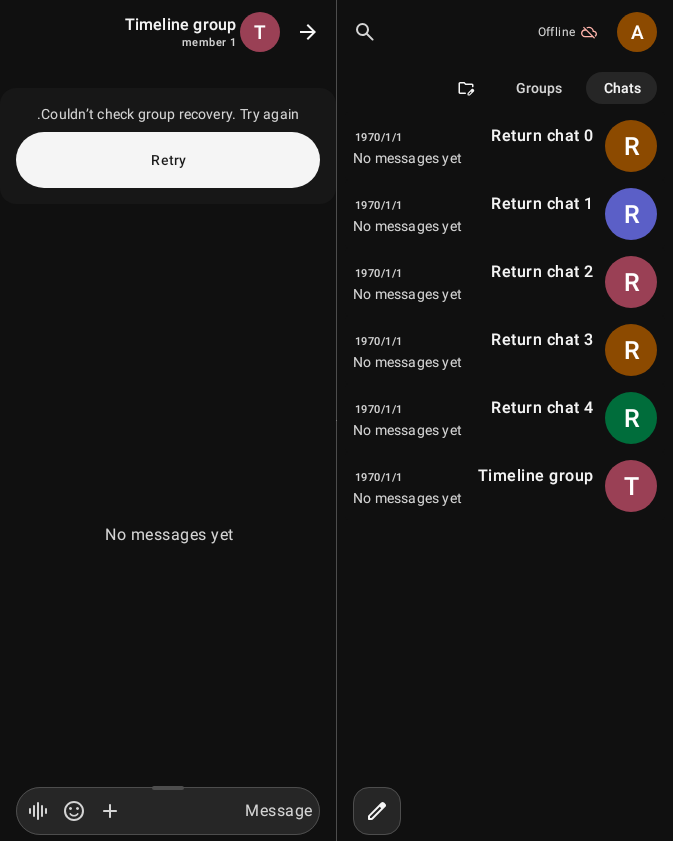 Timeline group
member 1
T
.Couldn't check group recovery. Try again
Retry
No messages yet
Message
Offline
A
Groups
Chats
1970/1/1
Return chat 0
No messages yet
R
1970/1/1
Return chat 1
No messages yet
R
1970/1/1
Return chat 2
No messages yet
R
1970/1/1
Return chat 3
No messages yet
R
1970/1/1
Return chat 4
No messages yet
R
1970/1/1
Timeline group
No messages yet
T